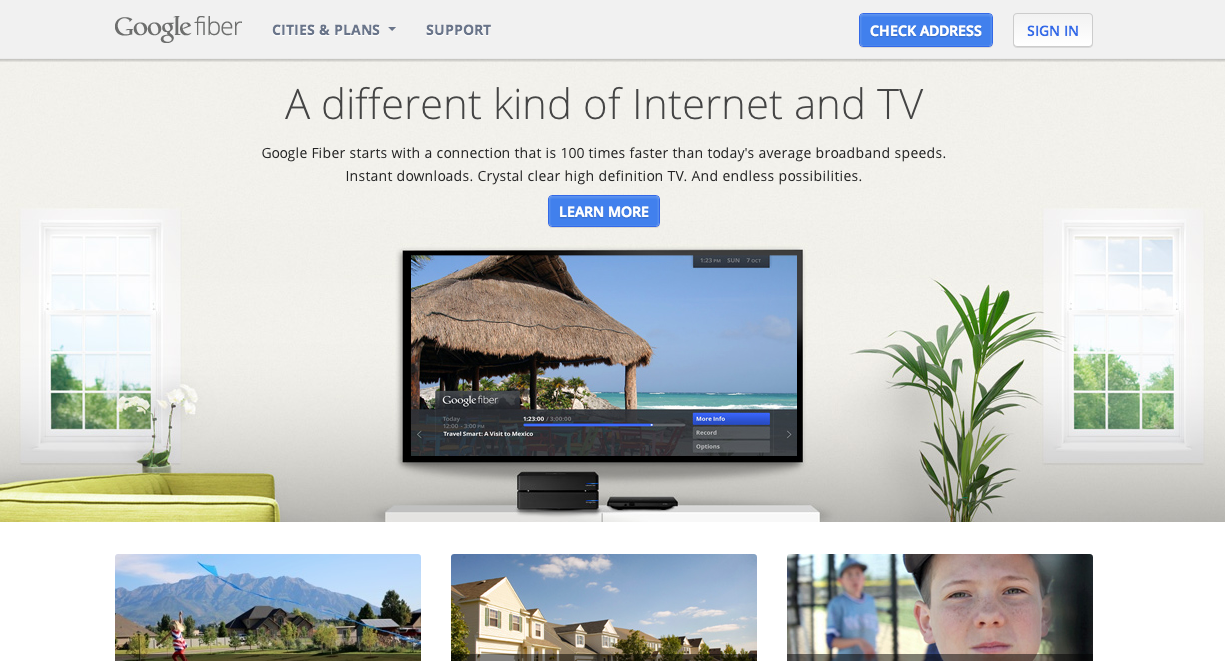 Google fiber
CITIES & PLANS
SUPPORT
CHECK ADDRESS
SIGN IN
A different kind of Internet and TV
Google Fiber starts with a connection that is 100 times faster than today's average broadband speeds.
Instant downloads. Crystal clear high definition TV. And endless possibilities.
LEARN MORE
1:23 PM SUN 7 OCT
Google fiber
Today
12:00 - 3:00 PM
Travel Smart: A Visit to Mexico
1:23:00 / 3:00:00
More Info
Record
Options